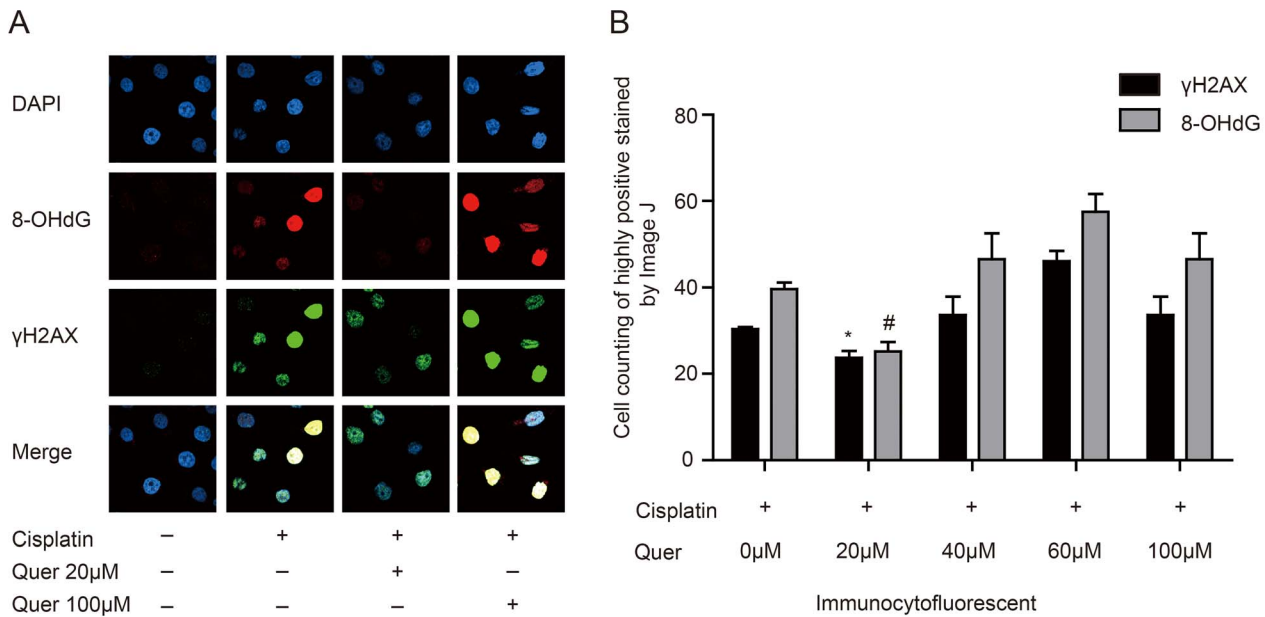 A
DAPI
8-OHdG
γH2AX
Merge
Cisplatin – + + +
Quer 20μM – – + –
Quer 100μM – – – +
B
Cell counting of highly positive stained
by Image J
γH2AX
8-OHdG
80
60
40
20
0
* #
Cisplatin + + + + +
Quer 0μM 20μM 40μM 60μM 100μM
Immunocytofluorescent